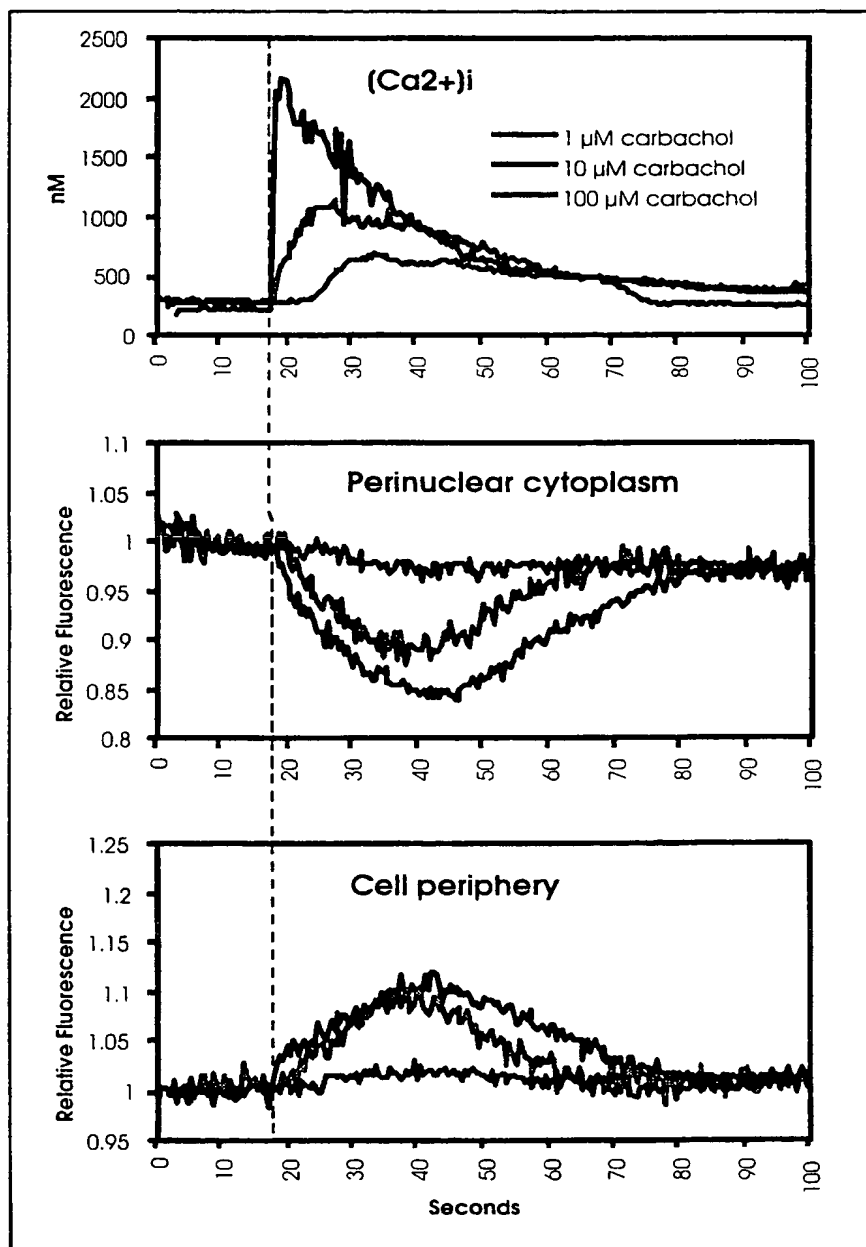 2500
(Ca2+)i
2000
1 µM carbachol
1500
10 µM carbachol
nM
100 µM carbachol
1000
500
0
0 10 20 30 40 50 60 70 80 90 100
1.1
Perinuclear cytoplasm
1.05
1
0.95
Relative Fluorescence
0.9
0.85
0.8
0 10 20 30 40 50 60 70 80 90 100
1.25
Cell periphery
1.2
1.15
Relative Fluorescence
1.1
1.05
1
0.95
0 10 20 30 40 50 60 70 80 90 100
Seconds